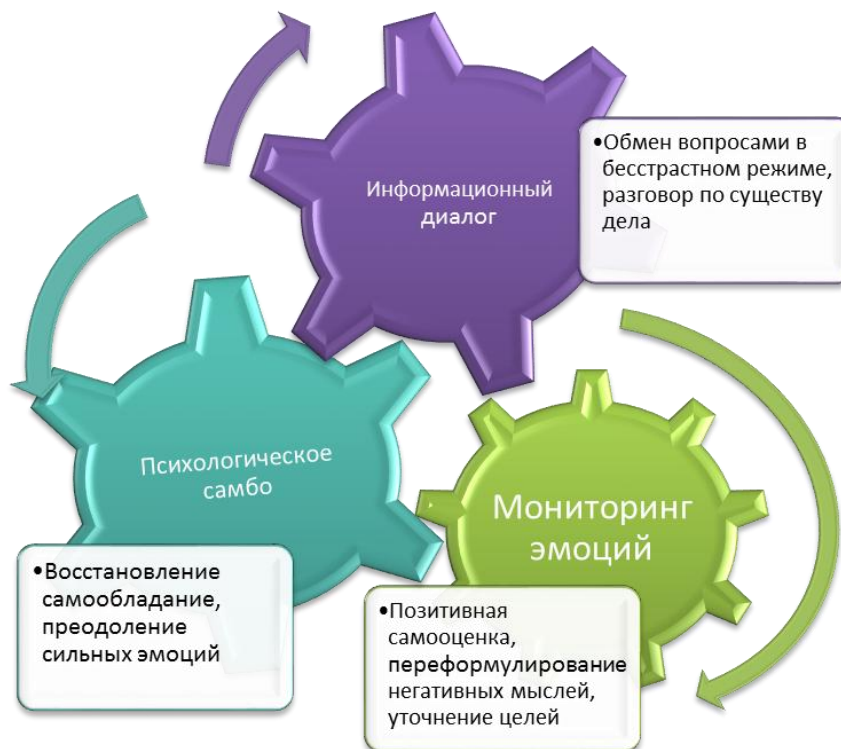 Информационный
диалог
•Обмен вопросами в
бесстрастном режиме,
разговор по существу
дела
Психологическое
самбо
•Восстановление
самообладание,
преодоление
сильных эмоций
Мониторинг
эмоций
•Позитивная
самооценка,
переформулирование
негативных мыслей,
уточнение целей